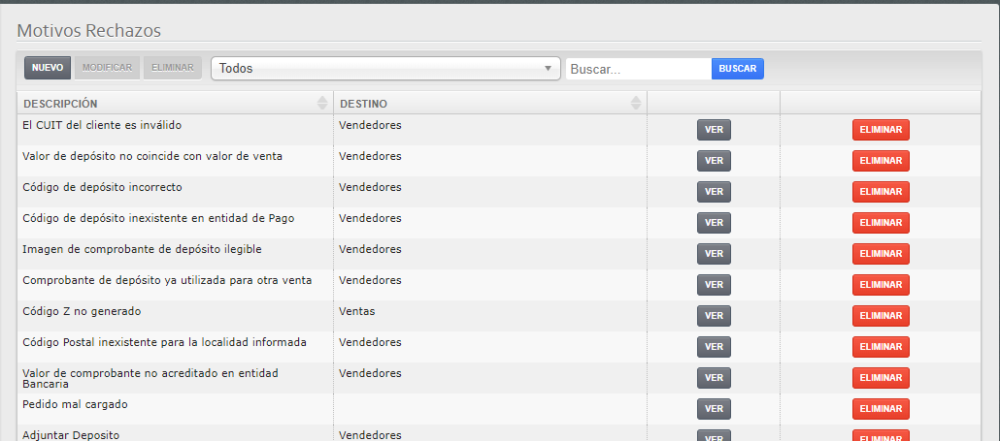 Motivos Rechazos
NUEVO MODIFICAR ELIMINAR Todos Buscar... BUSCAR
DESCRIPCIÓN DESTINO
El CUIT del cliente es inválido Vendedores VER ELIMINAR
Valor de depósito no coincide con valor de venta Vendedores VER ELIMINAR
Código de depósito incorrecto Vendedores VER ELIMINAR
Código de depósito inexistente en entidad de Pago Vendedores VER ELIMINAR
Imagen de comprobante de depósito ilegible Vendedores VER ELIMINAR
Comprobante de depósito ya utilizada para otra venta Vendedores VER ELIMINAR
Código Z no generado Ventas VER ELIMINAR
Código Postal inexistente para la localidad informada Vendedores VER ELIMINAR
Valor de comprobante no acreditado en entidad Vendedores VER ELIMINAR
Bancaria
Pedido mal cargado VER ELIMINAR
Adjuntar Deposito Vendedores VER ELIMINAR